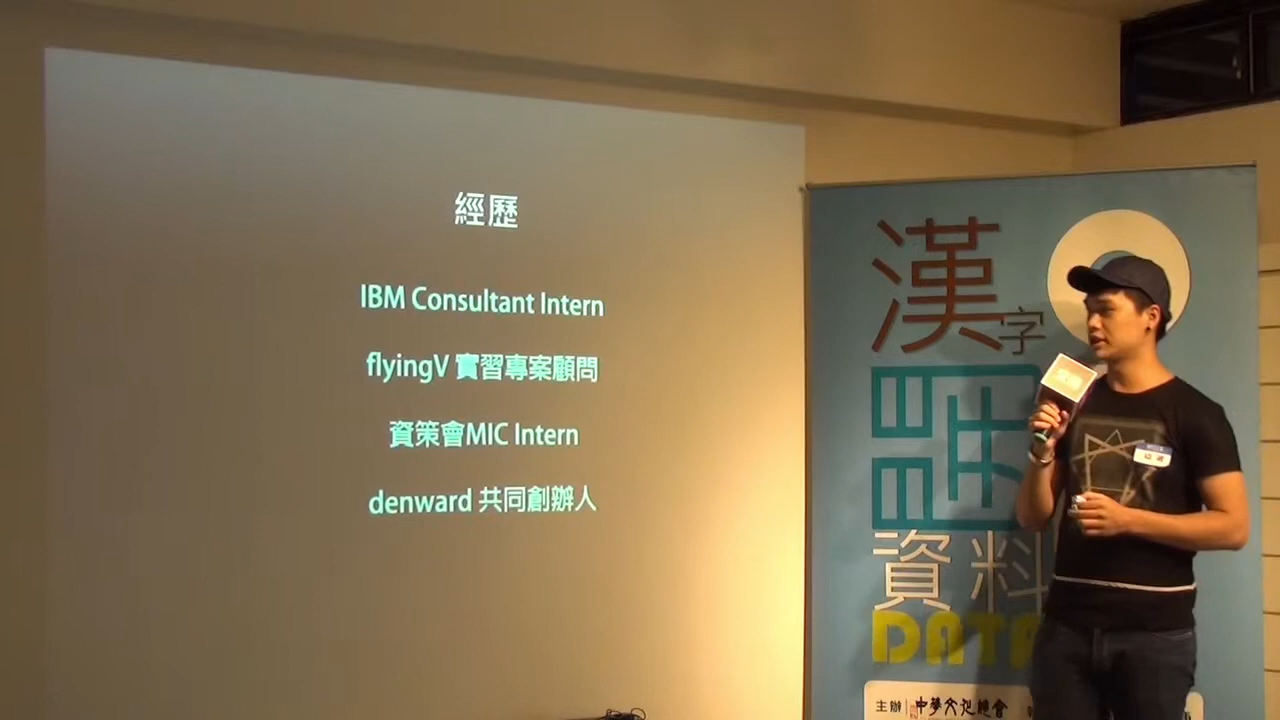 經歷
IBM Consultant Intern
flyingV 實習專案顧問
資策會MIC Intern
denward 共同創辦人
漢字
開
資料
DATA
主辦 中華文化總會